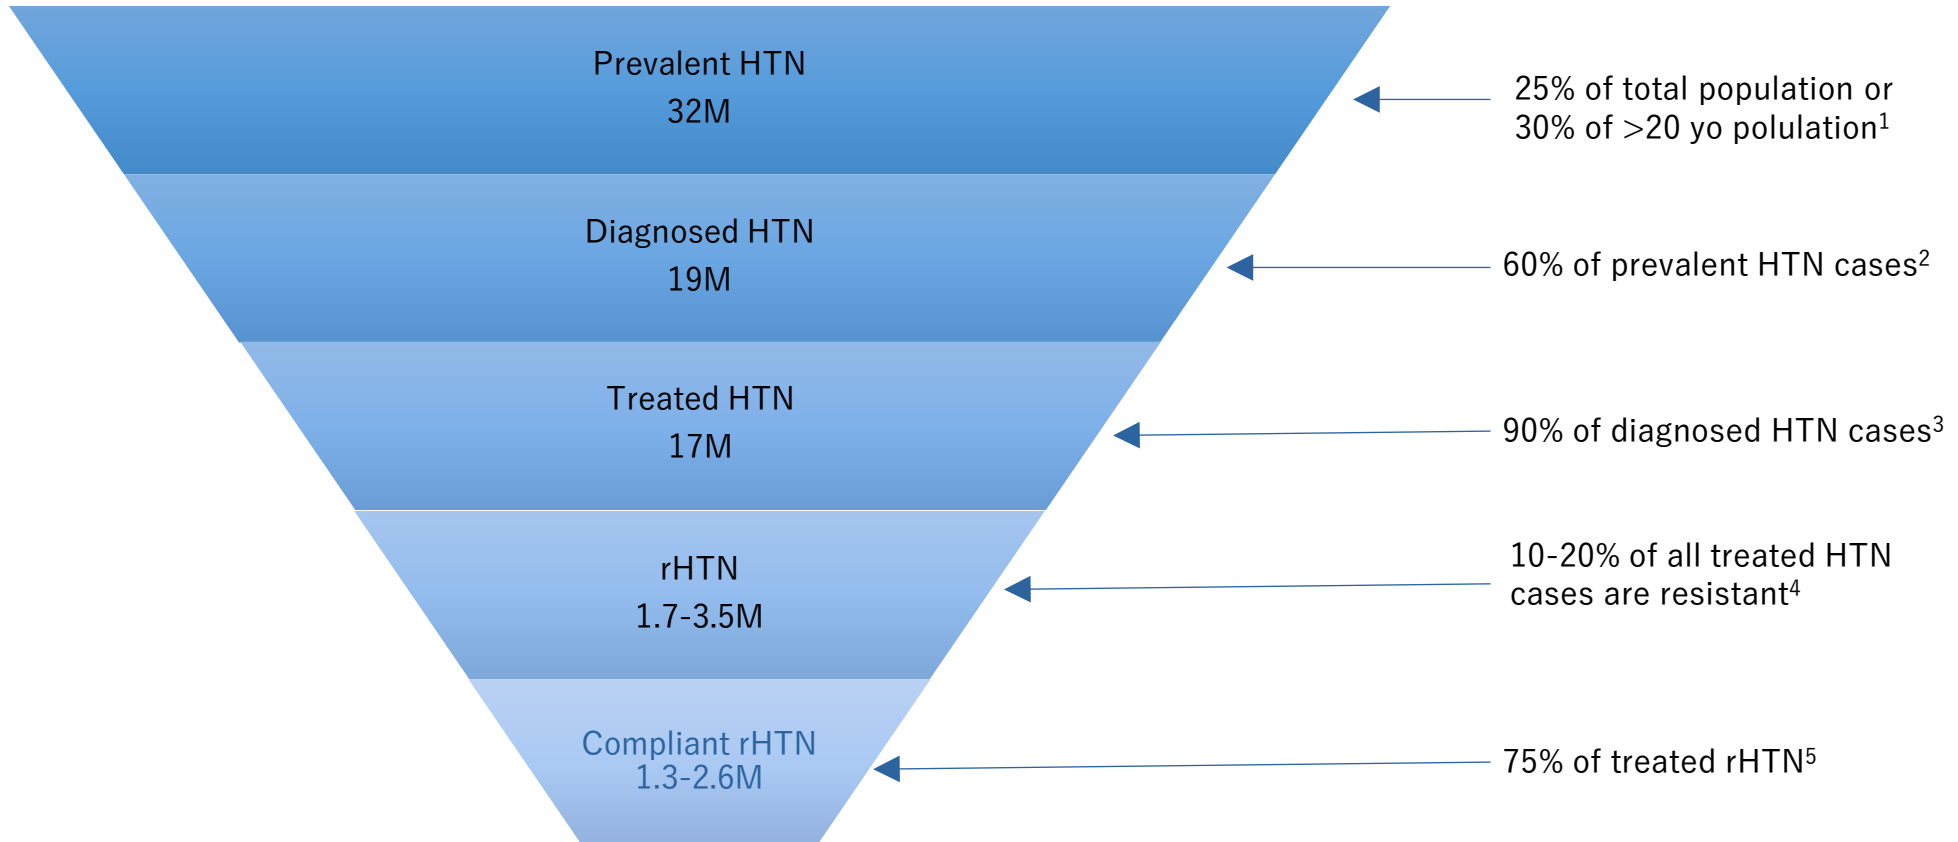 Prevalent HTN
32M
25% of total population or
30% of >20 yo polulation¹
Diagnosed HTN
19M
60% of prevalent HTN cases²
Treated HTN
17M
90% of diagnosed HTN cases³
rHTN
1.7-3.5M
10-20% of all treated HTN
cases are resistant⁴
Compliant rHTN
1.3-2.6M
75% of treated rHTN⁵